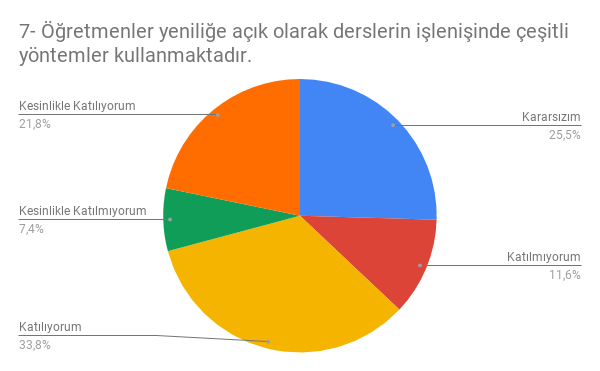 7- Öğretmenler yeniliğe açık olarak derslerin işlenişinde çeşitli
yöntemler kullanmaktadır.
Kesinlikle Katılıyorum
21,8%
Kararsızım
25,5%
Kesinlikle Katılmıyorum
7,4%
Katılmıyorum
11,6%
Katılıyorum
33,8%